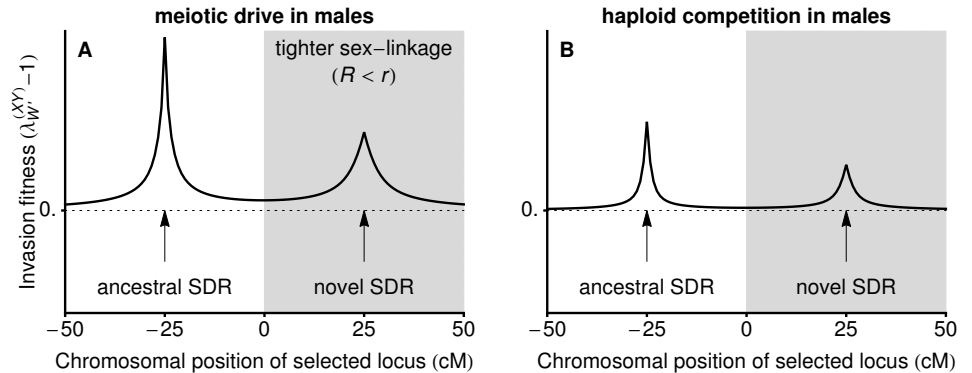 meiotic drive in males
A
tighter sex−linkage
(R < r)
Invasion fitness (λ_{W'}^{(XY)}−1)
0.
ancestral SDR
novel SDR
−50 −25 0 25 50
Chromosomal position of selected locus (cM)
haploid competition in males
B
0.
ancestral SDR
novel SDR
−50 −25 0 25 50
Chromosomal position of selected locus (cM)